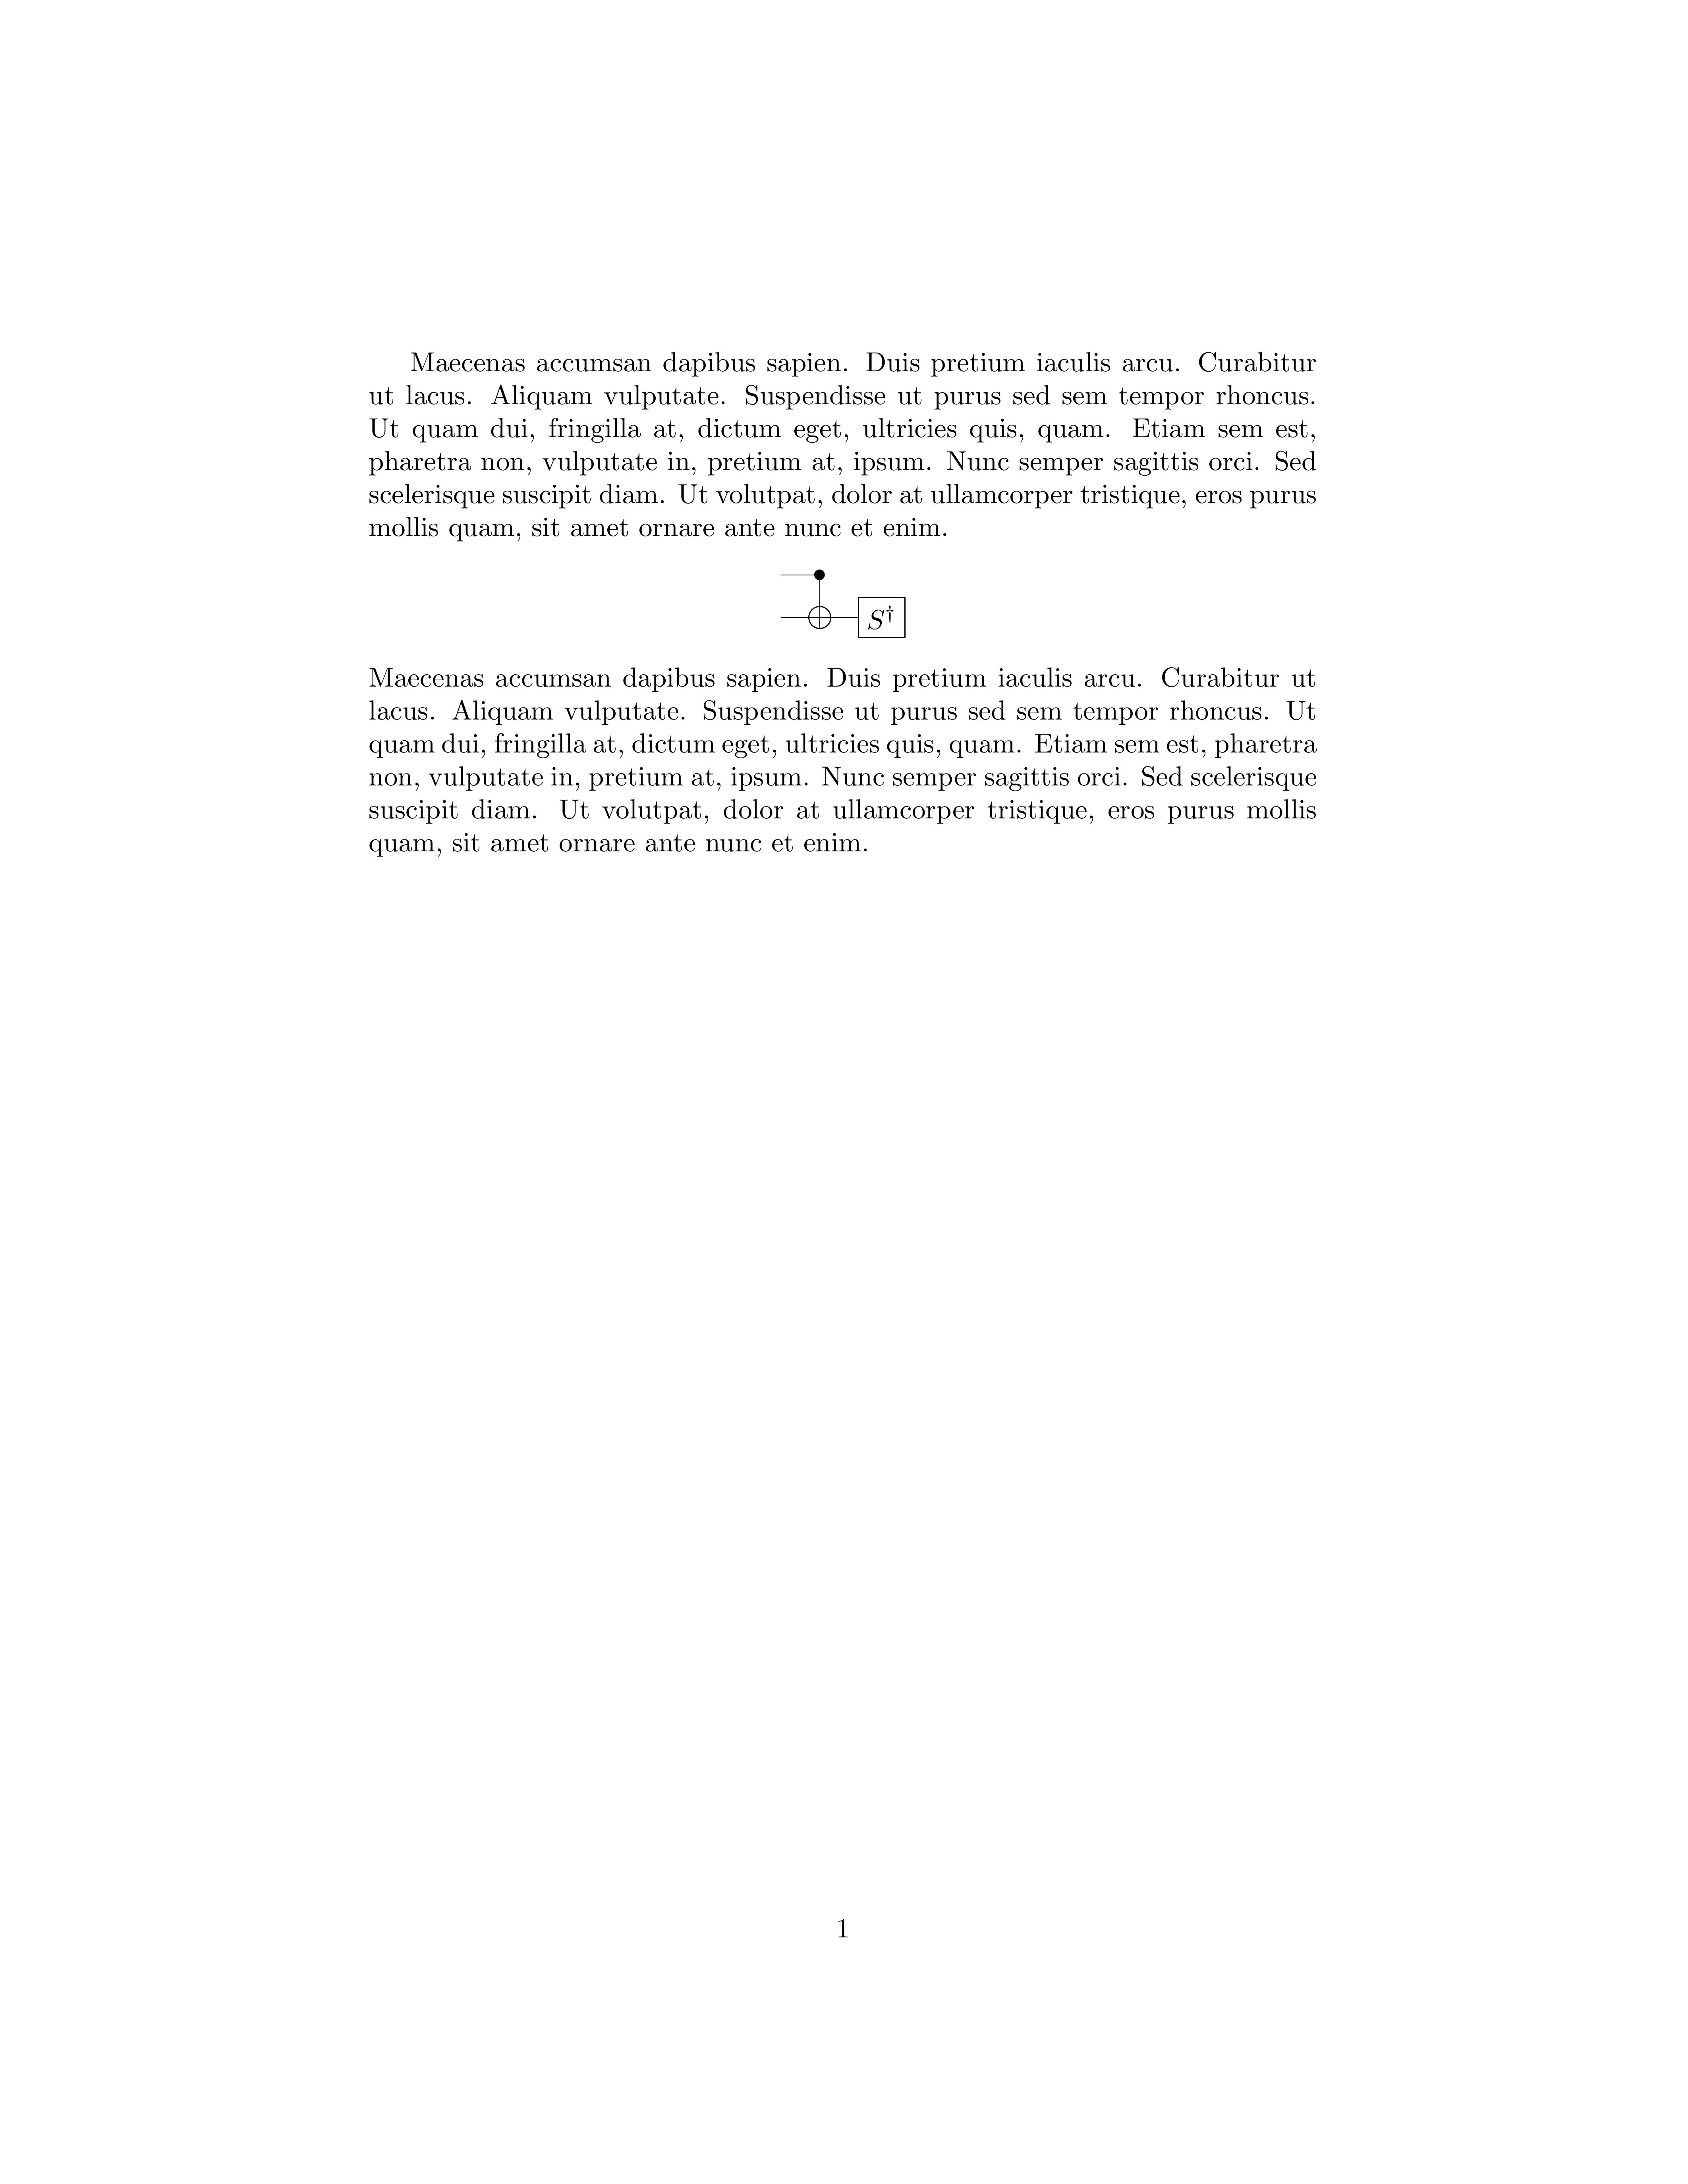 Maecenas accumsan dapibus sapien. Duis pretium iaculis arcu. Curabitur
ut lacus. Aliquam vulputate. Suspendisse ut purus sed sem tempor rhoncus.
Ut quam dui, fringilla at, dictum eget, ultricies quis, quam. Etiam sem est,
pharetra non, vulputate in, pretium at, ipsum. Nunc semper sagittis orci. Sed
scelerisque suscipit diam. Ut volutpat, dolor at ullamcorper tristique, eros purus
mollis quam, sit amet ornare ante nunc et enim.
S†
Maecenas accumsan dapibus sapien. Duis pretium iaculis arcu. Curabitur ut
lacus. Aliquam vulputate. Suspendisse ut purus sed sem tempor rhoncus. Ut
quam dui, fringilla at, dictum eget, ultricies quis, quam. Etiam sem est, pharetra
non, vulputate in, pretium at, ipsum. Nunc semper sagittis orci. Sed scelerisque
suscipit diam. Ut volutpat, dolor at ullamcorper tristique, eros purus mollis
quam, sit amet ornare ante nunc et enim.
1